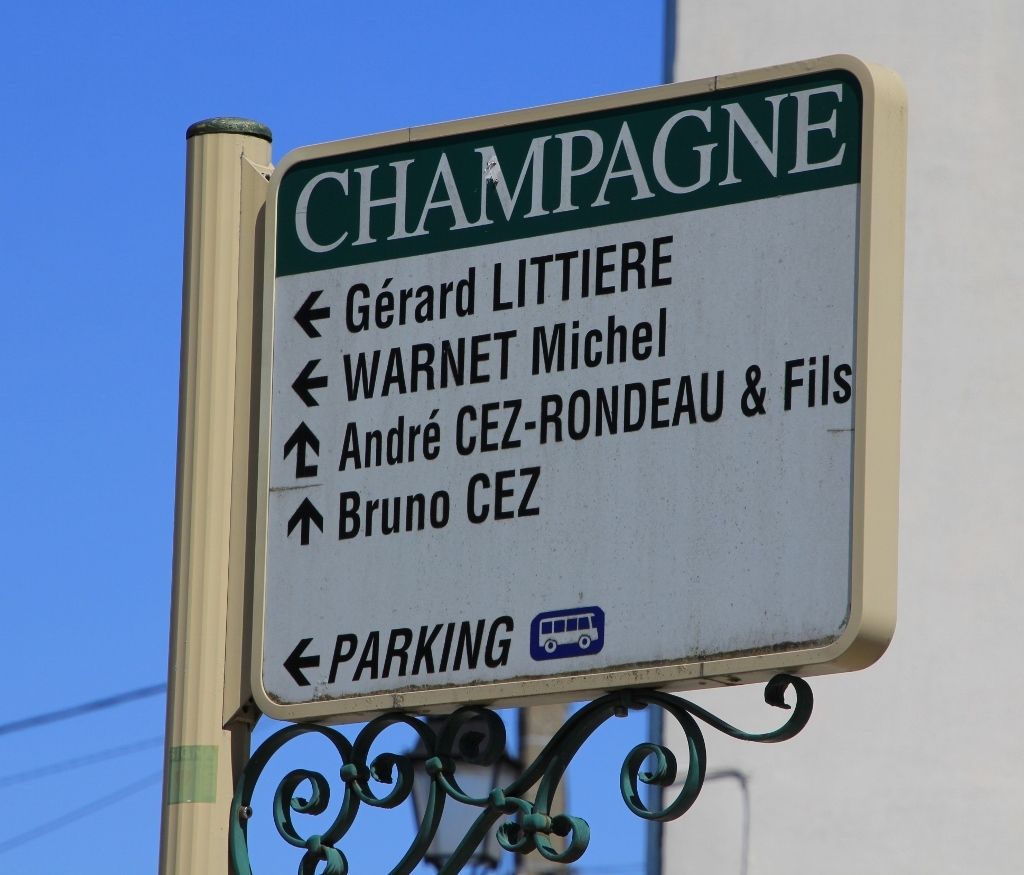 CHAMPAGNE
← Gérard LITTIERE
← WARNET Michel
↑ André CEZ-RONDEAU & Fils
↑ Bruno CEZ
← PARKING